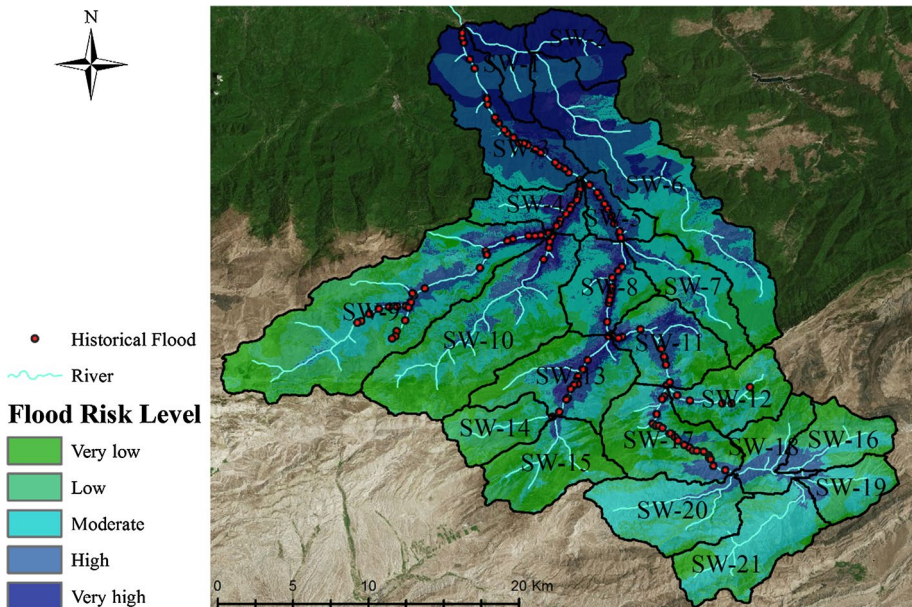 N
SW-2
SW-1
SW-3
SW-6
SW-4
SW-5
SW-8
SW-7
SW-9
SW-10
SW-11
SW-13
SW-12
SW-14
SW-17
SW-18
SW-16
SW-15
SW-19
SW-20
SW-21
Historical Flood
River
Flood Risk Level
Very low
Low
Moderate
High
Very high
0 5 10 20 Km